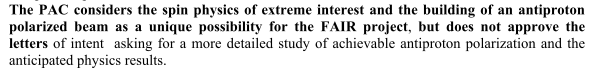 The PAC considers the spin physics of extreme interest and the building of an antiproton
polarized beam as a unique possibility for the FAIR project, but does not approve the
letters of intent asking for a more detailed study of achievable antiproton polarization and the
anticipated physics results.